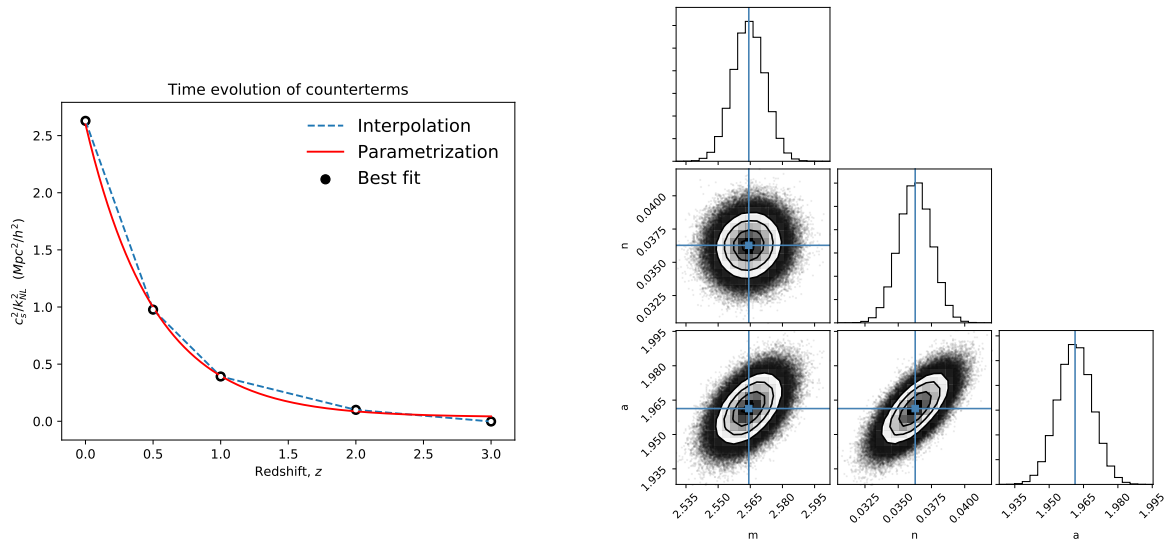 Time evolution of counterterms
Interpolation
Parametrization
Best fit
2.5
2.0
1.5
1.0
0.5
0.0
c_s^2/k_NL^2 (Mpc^2/h^2)
0.0 0.5 1.0 1.5 2.0 2.5 3.0
Redshift, z
0.0400
0.0375
0.0350
0.0325
n
1.995
1.980
1.965
1.950
1.935
a
2.535 2.550 2.565 2.580 2.595
m
0.0325 0.0350 0.0375 0.0400
n
1.935 1.950 1.965 1.980 1.995
a